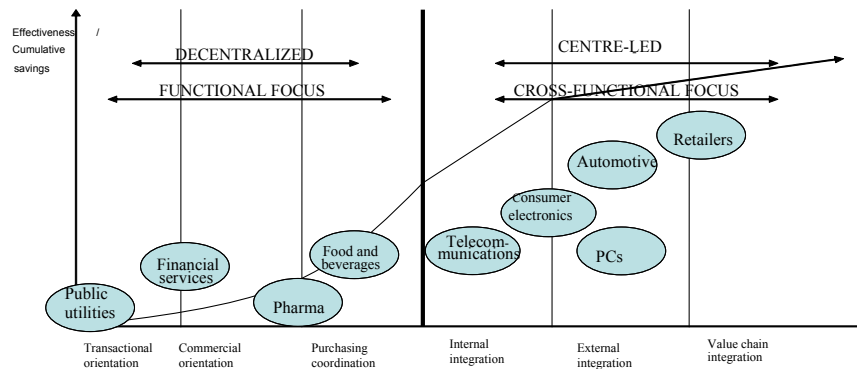 Effectiveness /
Cumulative
savings
DECENTRALIZED
CENTRE-LED
FUNCTIONAL FOCUS
CROSS-FUNCTIONAL FOCUS
Retailers
Automotive
Consumer
electronics
Telecom-
munications
PCs
Food and
beverages
Financial
services
Public
utilities
Pharma
Transactional
orientation
Commercial
orientation
Purchasing
coordination
Internal
integration
External
integration
Value chain
integration